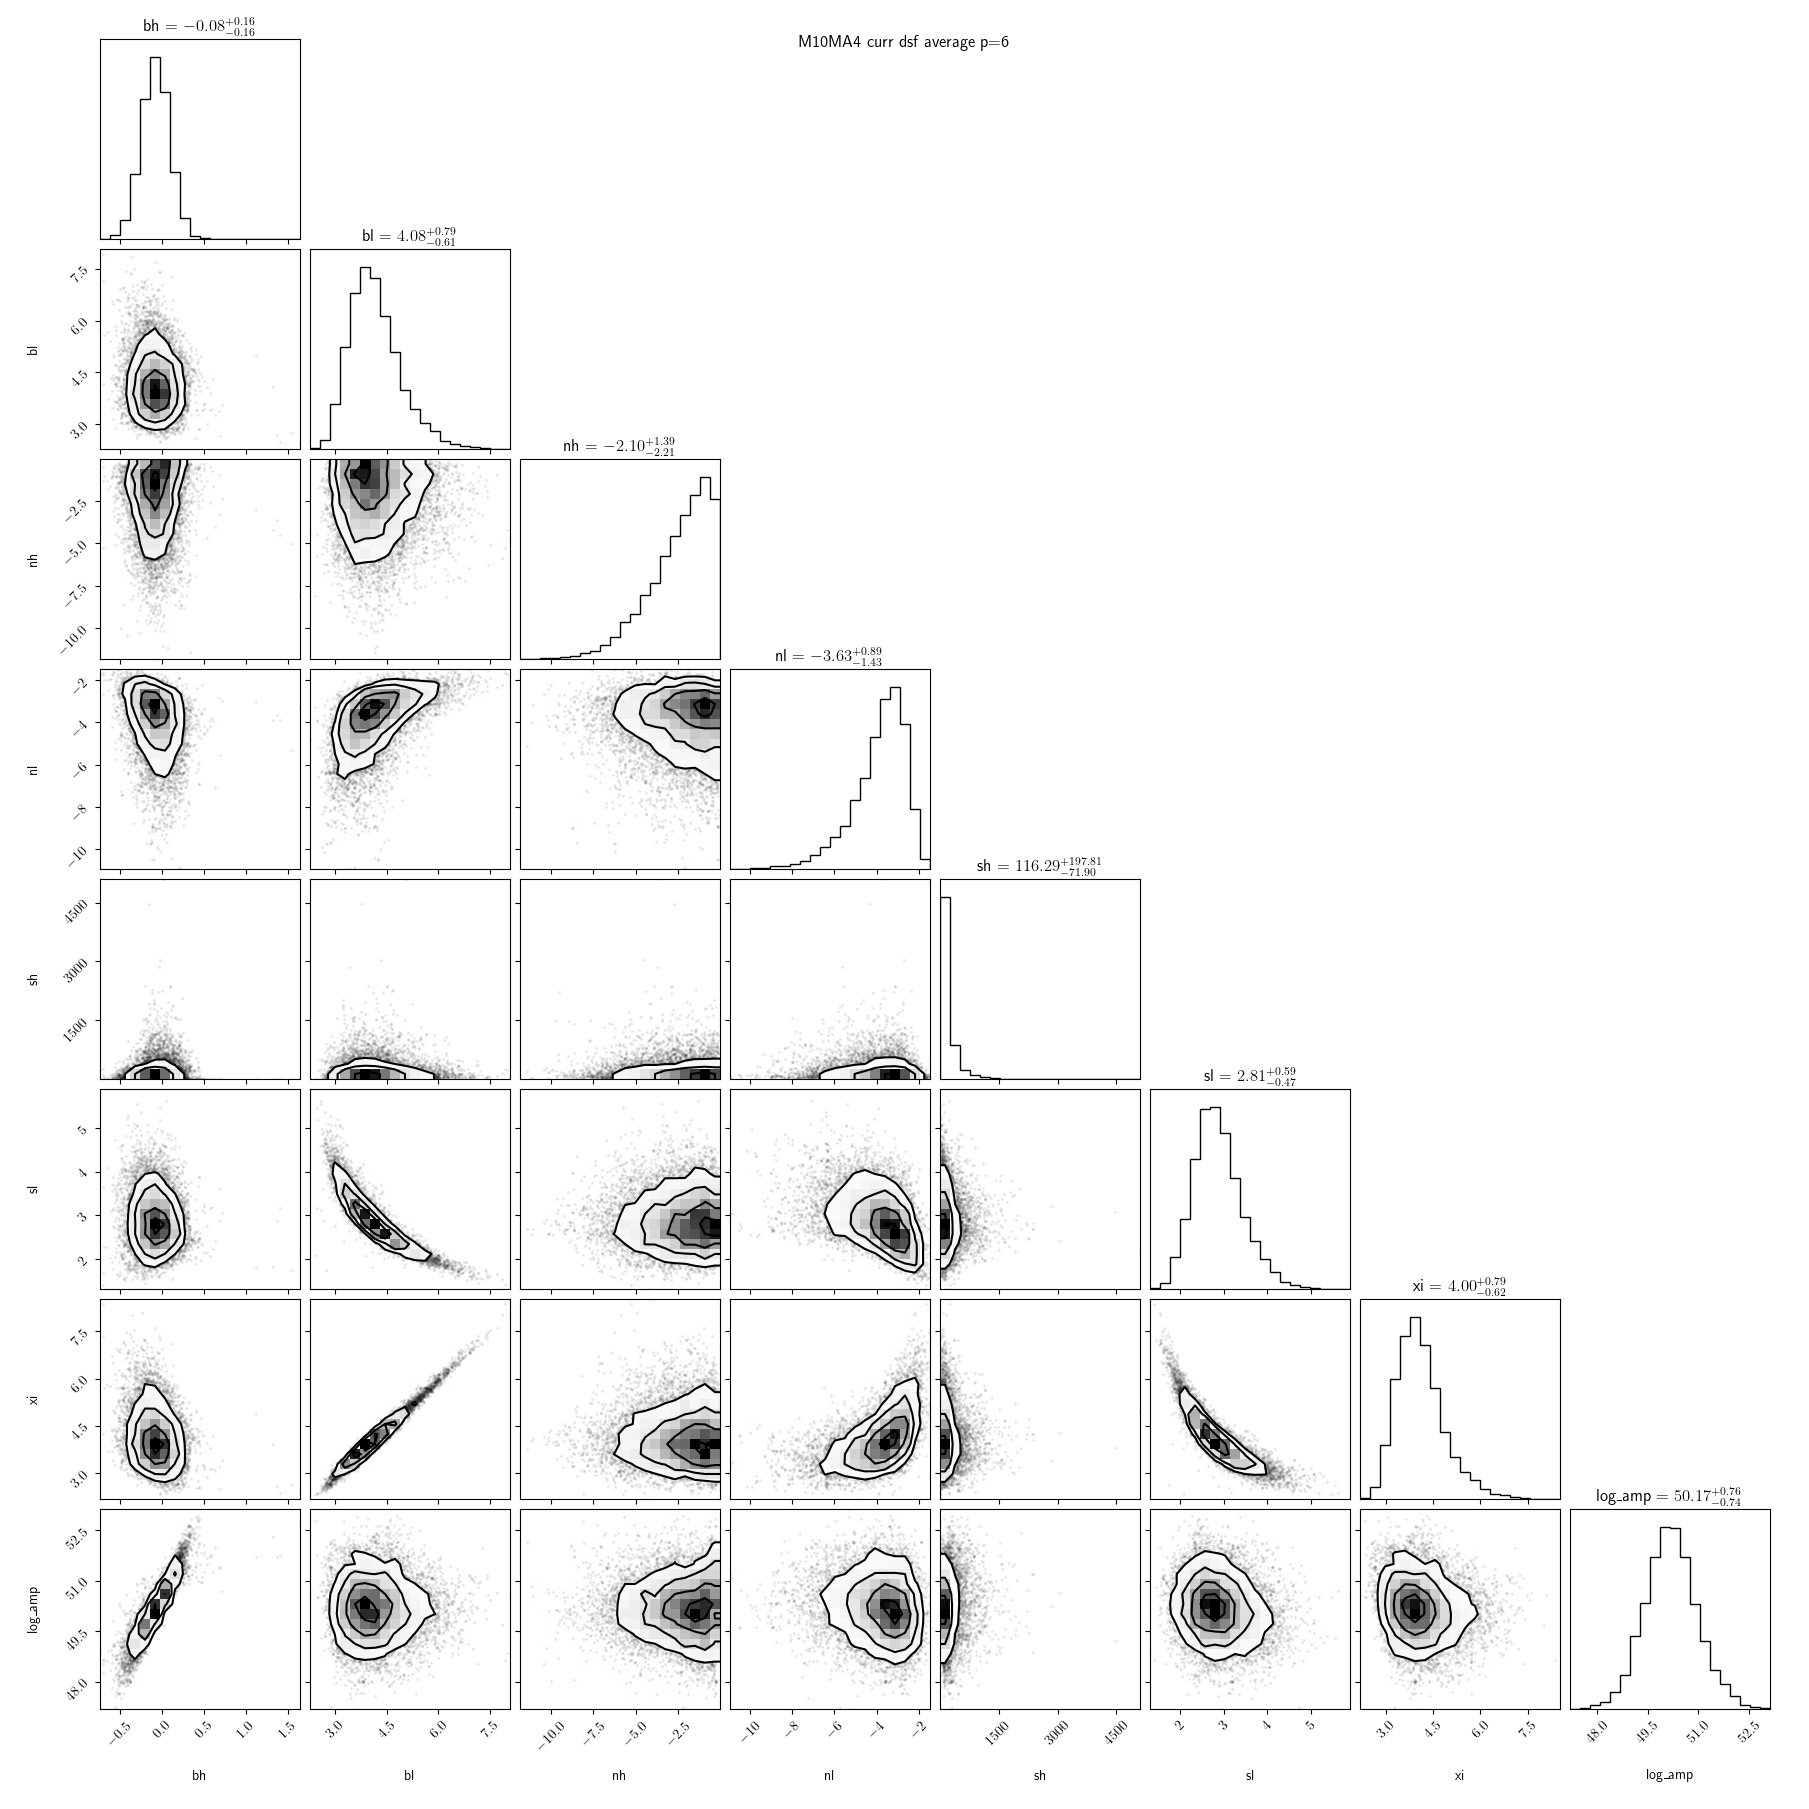 M10MA4 curr dsf average p=6
bh = −0.08+0.16−0.16
bl = 4.08+0.79−0.61
nh = −2.10+1.39−2.21
nl = −3.63+0.89−1.43
sh = 116.29+197.81−71.90
sl = 2.81+0.59−0.47
xi = 4.00+0.79−0.62
log_amp = 50.17+0.76−0.74
bl
7.5
6.0
4.5
3.0
nh
−2.5
−5.0
−7.5
−10.0
nl
−2
−4
−6
−8
−10
sh
4500
3000
1500
sl
5
4
3
2
xi
7.5
6.0
4.5
3.0
log_amp
52.5
51.0
49.5
48.0
−0.5 0.0 0.5 1.0 1.5
3.0 4.5 6.0 7.5
−10.0 −7.5 −5.0 −2.5
−10 −8 −6 −4 −2
1500 3000 4500
2 3 4 5
3.0 4.5 6.0 7.5
48.0 49.5 51.0 52.5
bh bl nh nl sh sl xi log_amp